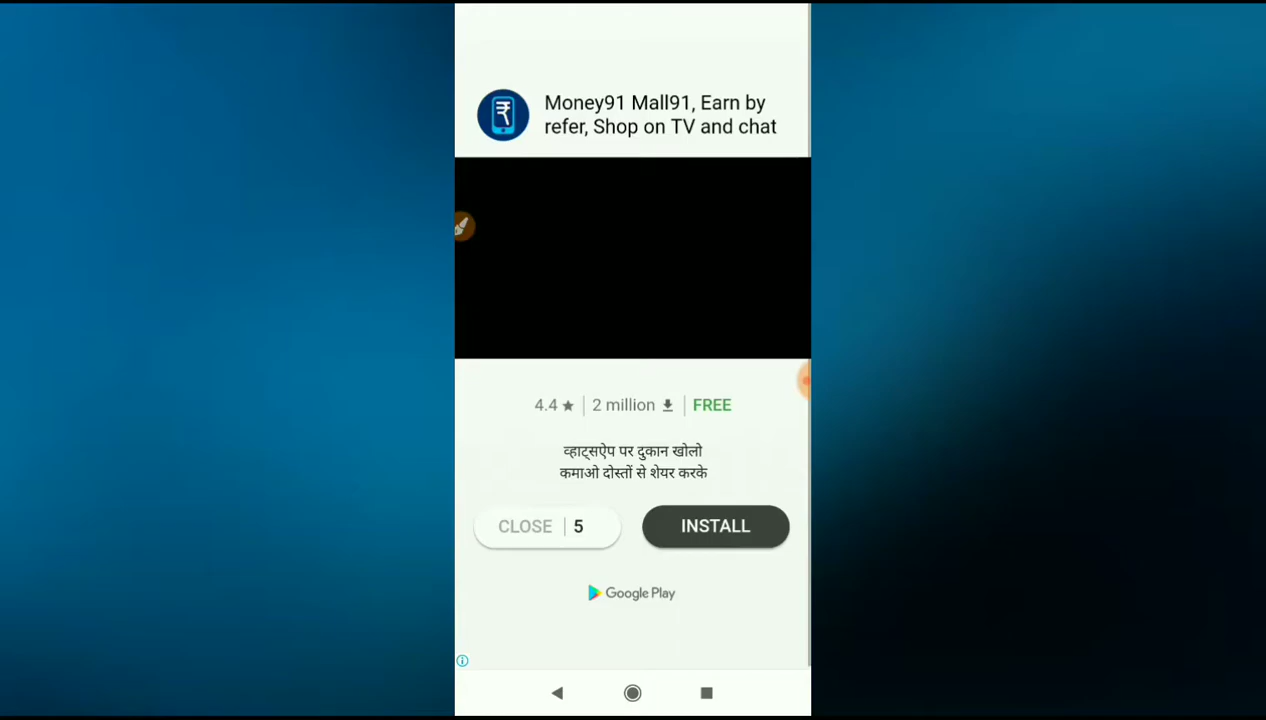 Money91 Mall91, Earn by
refer, Shop on TV and chat
4.4 ★ | 2 million | FREE
व्हाट्सऐप पर दुकान खोलो
कमाओ दोस्तों से शेयर करके
CLOSE | 5
INSTALL
Google Play